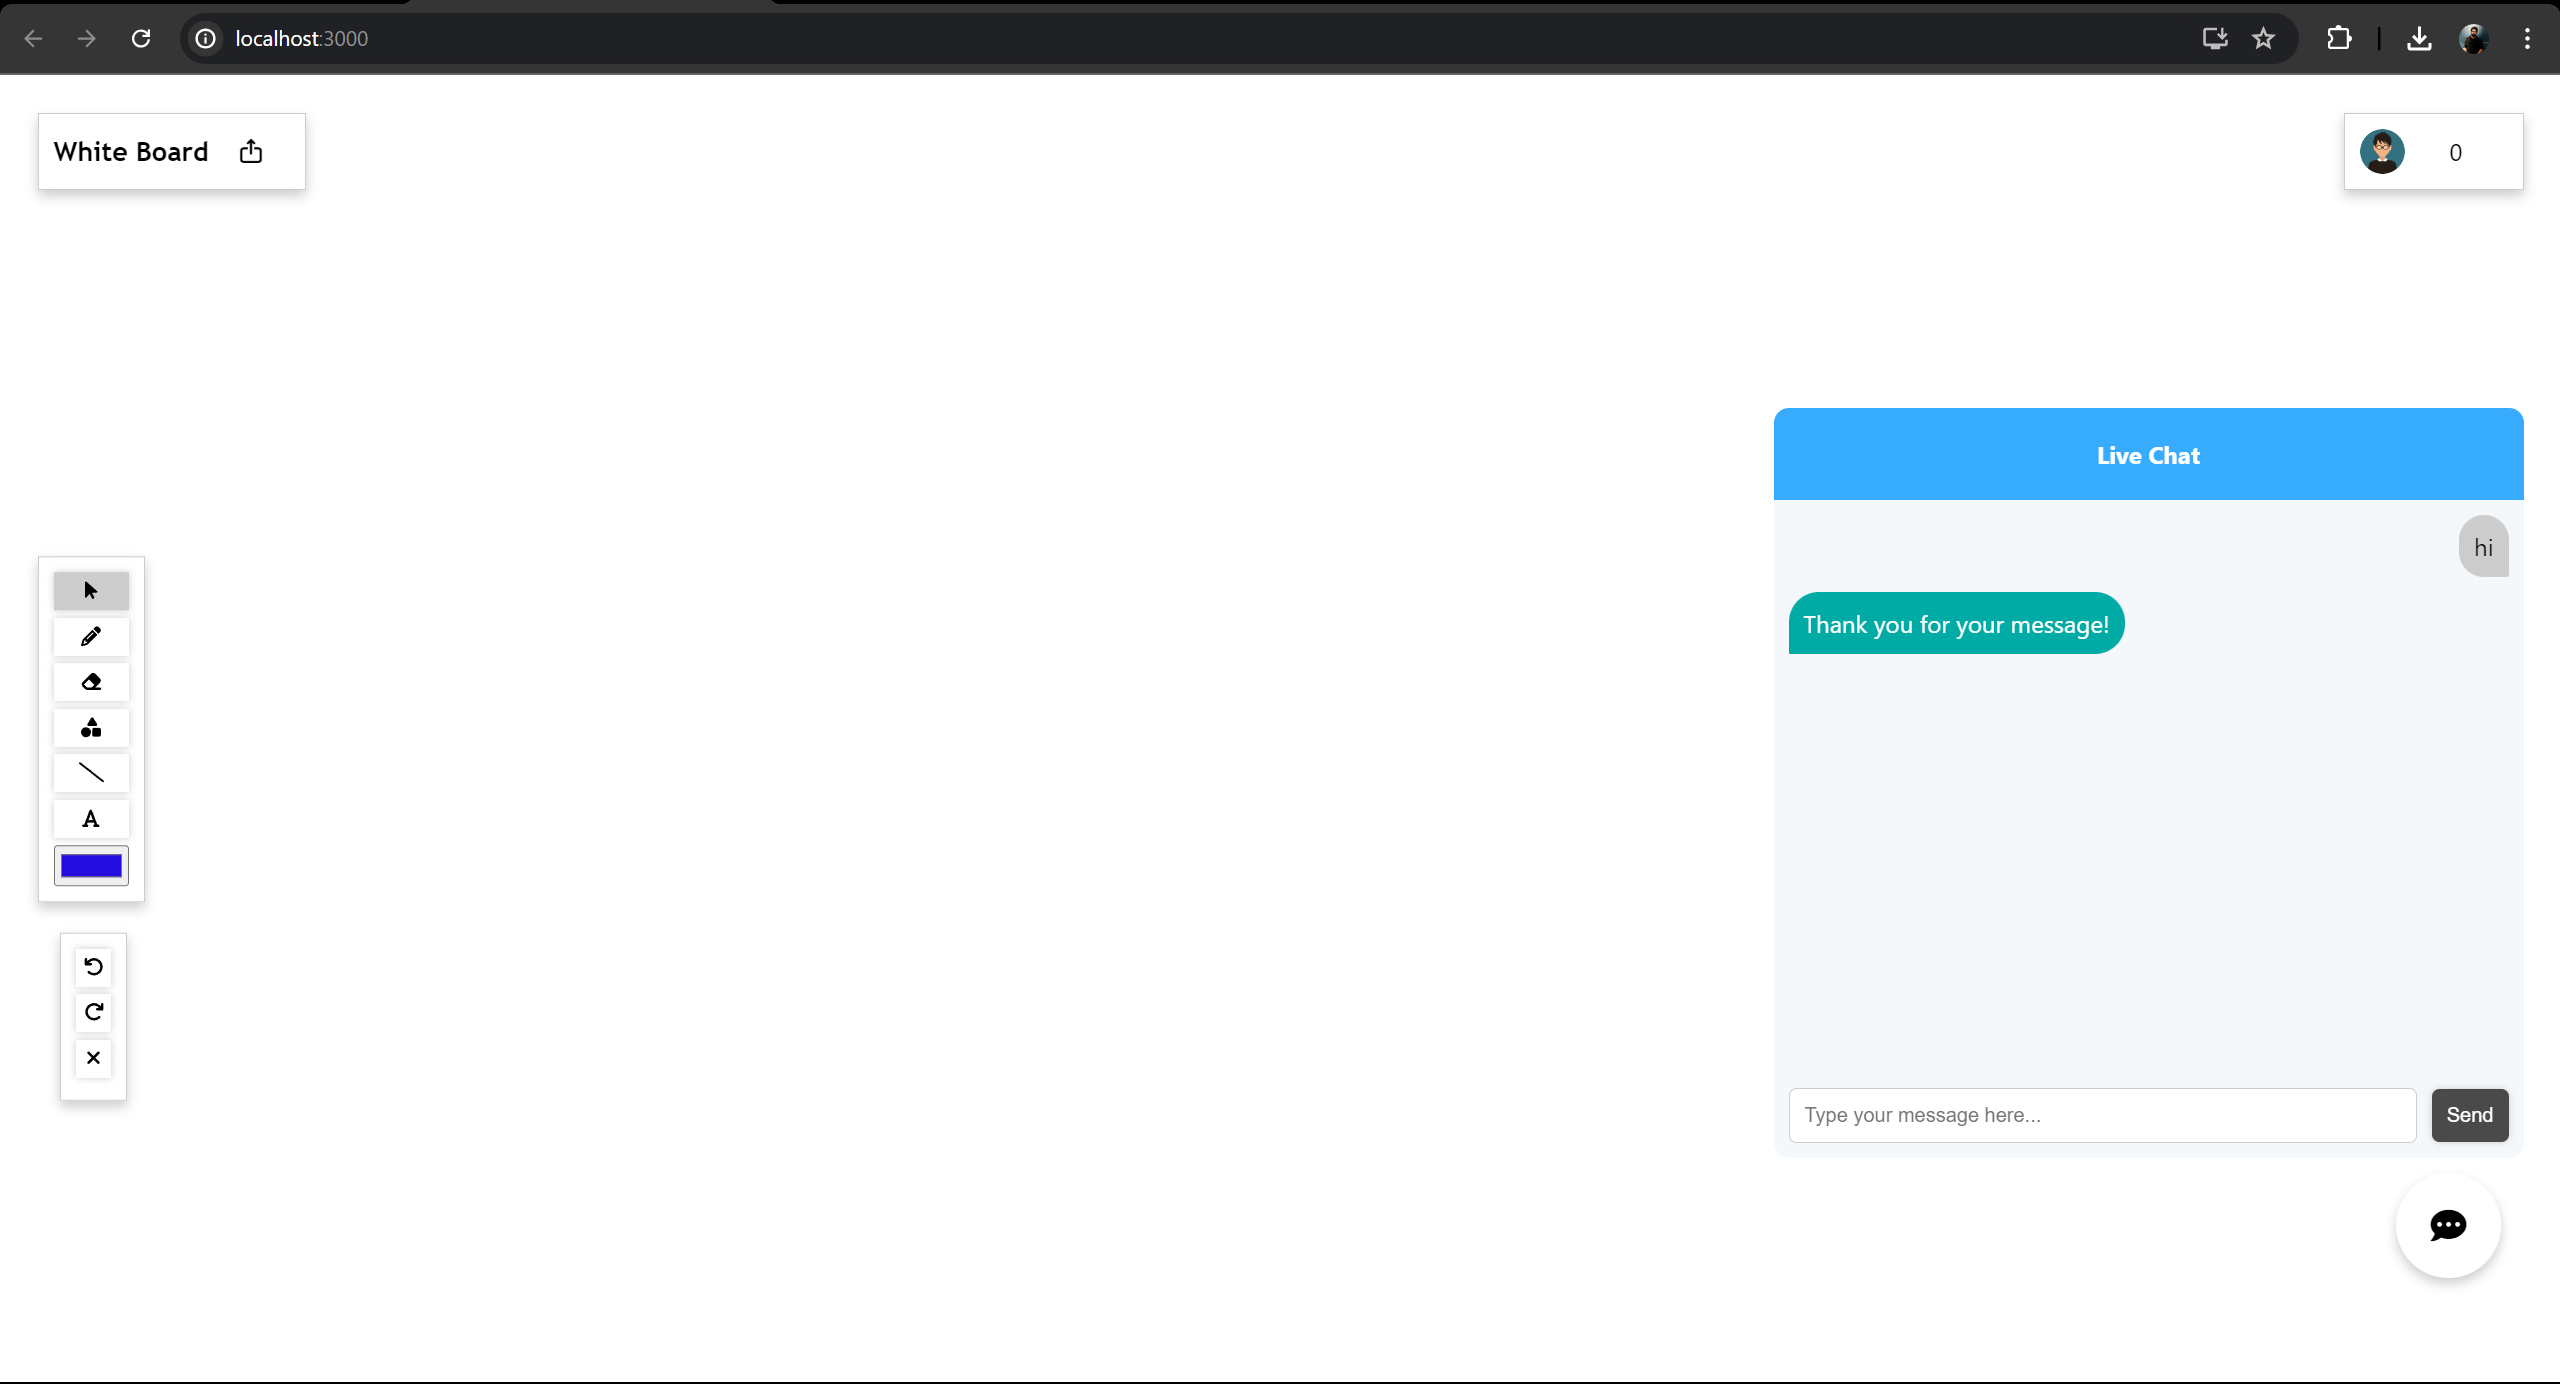 localhost:3000
White Board
0
Live Chat
hi
Thank you for your message!
A
Type your message here...
Send